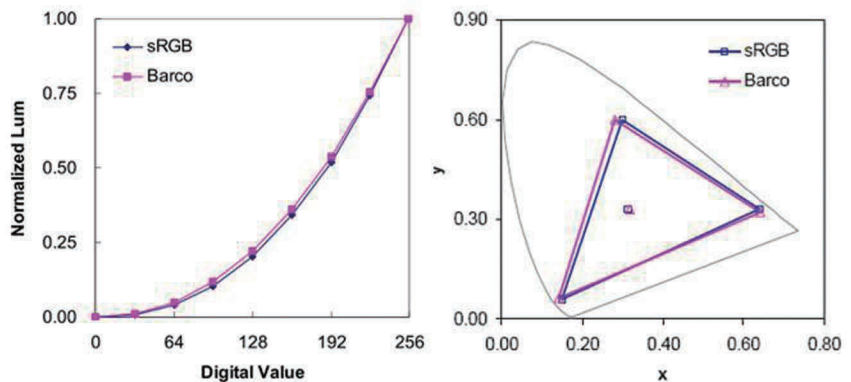 1.00
sRGB
Barco
0.75
0.50
0.25
0.00
0 64 128 192 256
Normalized Lum
Digital Value
0.90
sRGB
Barco
0.60
0.30
0.00
0.00 0.20 0.40 0.60 0.80
y
x